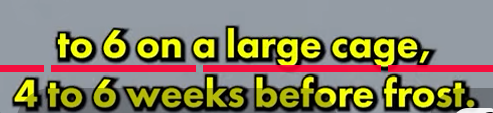 to 6 on a large cage,
4 to 6 weeks before frost.